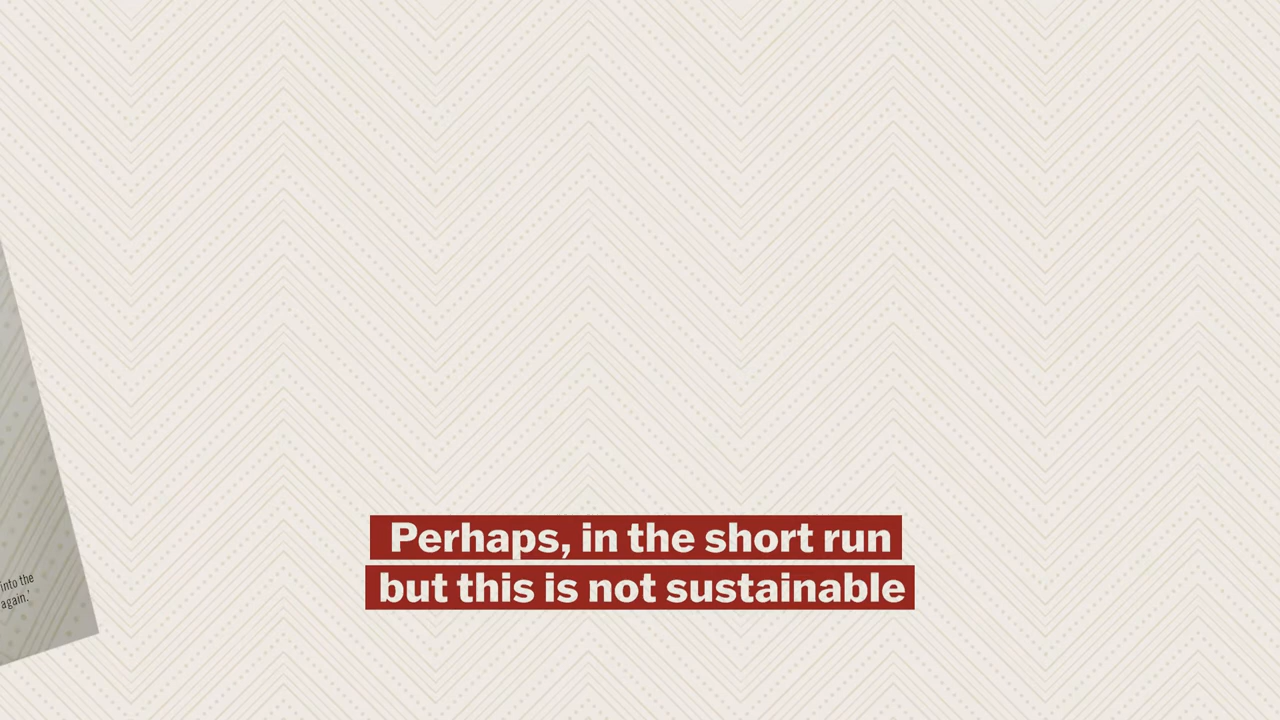 into the
again.'
Perhaps, in the short run
but this is not sustainable